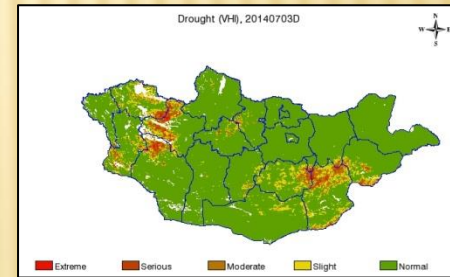 Drought (VHI), 20140703D
N
W E
S
Extreme Serious Moderate Slight Normal